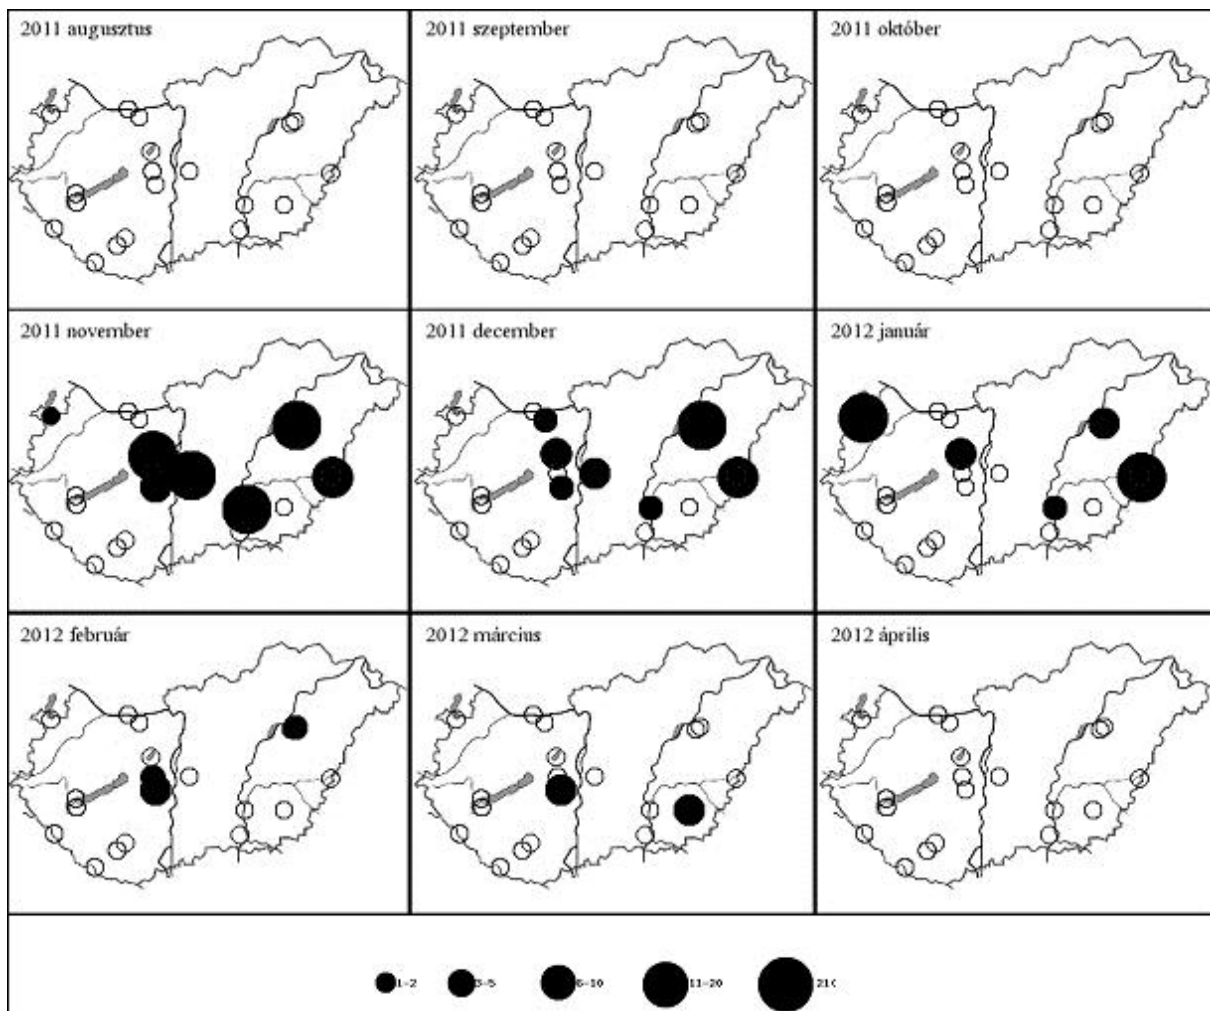 2011 augusztus
2011 szeptember
2011 október
2011 november
2011 december
2012 január
2012 február
2012 március
2012 április
1-2
3-5
6-10
11-20
21(